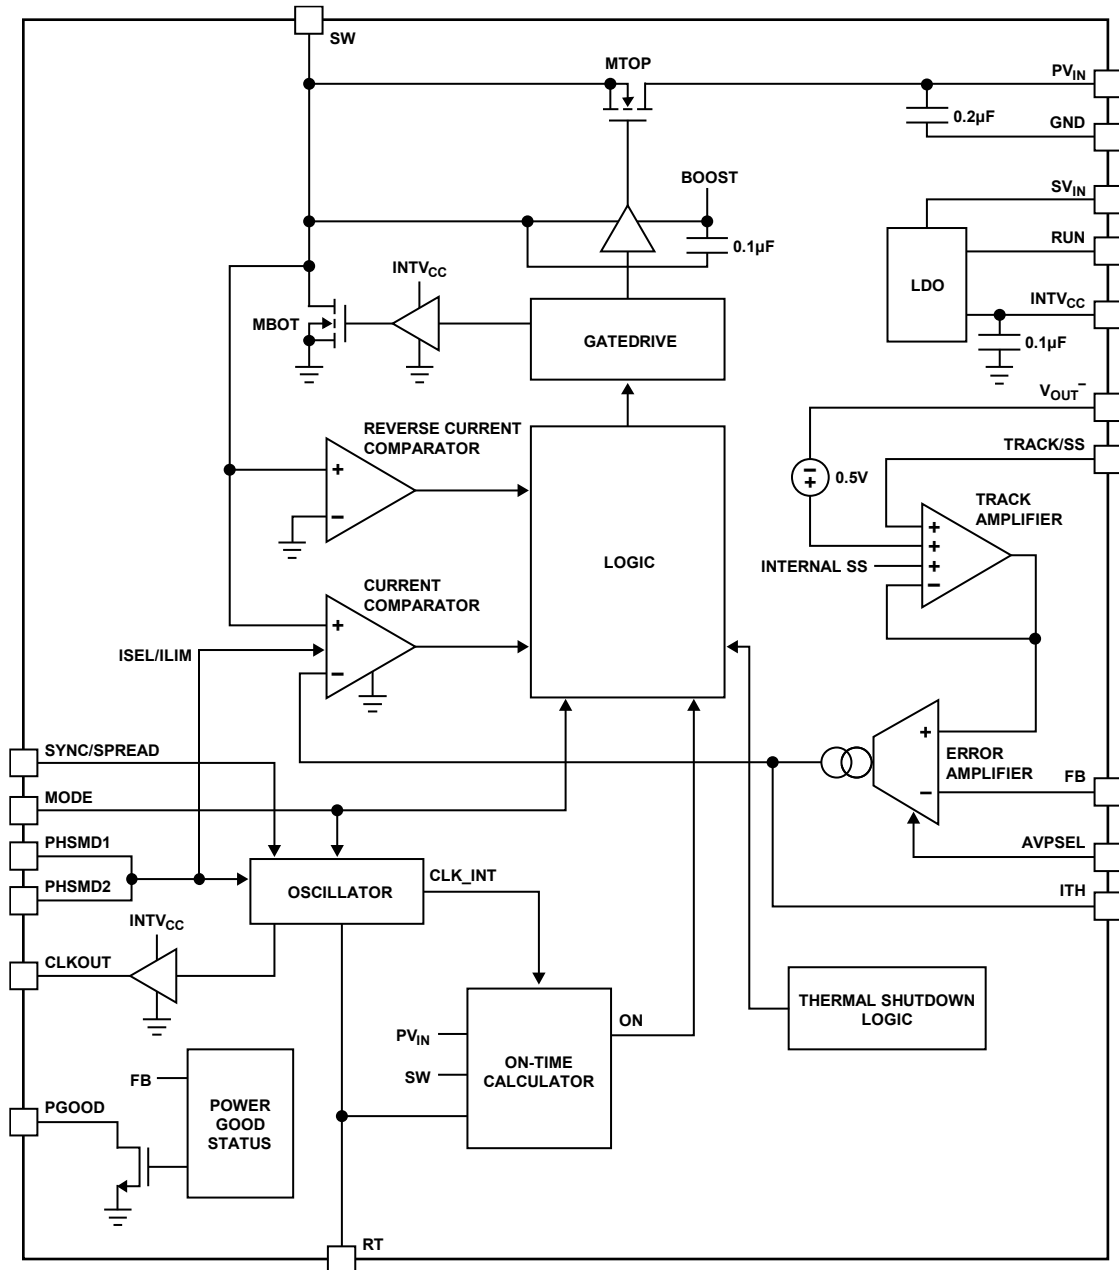 SW
MTOP
PVIN
0.2µF
GND
BOOST
SVIN
0.1µF
RUN
LDO
INTVCC
INTVCC
MBOT
GATEDRIVE
0.1µF
VOUT–
REVERSE CURRENT
COMPARATOR
TRACK/SS
+
–
–
+
0.5V
TRACK
AMPLIFIER
+
+
+
–
LOGIC
INTERNAL SS
CURRENT
COMPARATOR
+
–
ISEL/ILIM
SYNC/SPREAD
+
–
ERROR
AMPLIFIER
FB
MODE
PHSMD1
AVPSEL
PHSMD2
OSCILLATOR
CLK_INT
ITH
INTVCC
CLKOUT
THERMAL SHUTDOWN
LOGIC
ON
PVIN
SW
ON-TIME
CALCULATOR
FB
PGOOD
POWER
GOOD
STATUS
RT